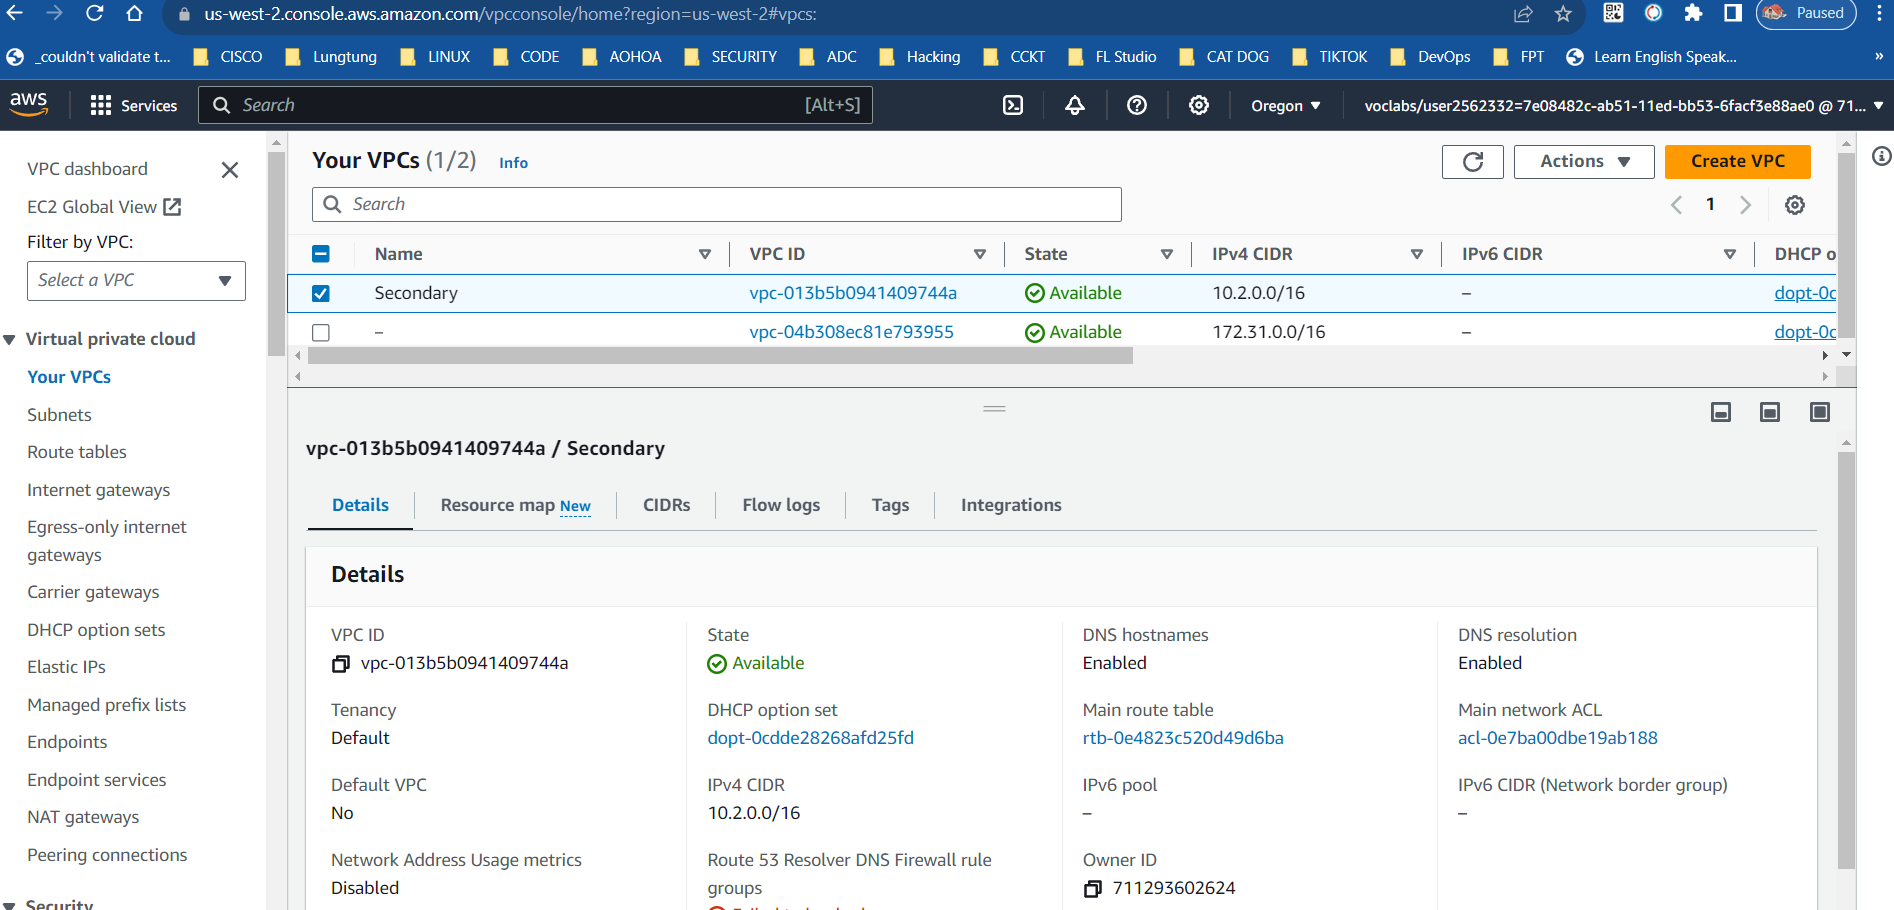 us-west-2.console.aws.amazon.com/vpcconsole/home?region=us-west-2#vpcs:
Paused
_couldn't validate t...
CISCO
Lungtung
LINUX
CODE
AOHOA
SECURITY
ADC
Hacking
CCKT
FL Studio
CAT DOG
TIKTOK
DevOps
FPT
Learn English Speak...
»
aws
Services
Search
[Alt+S]
Oregon
voclabs/user2562332=7e08482c-ab51-11ed-bb53-6facf3e88ae0 @ 71...
VPC dashboard
EC2 Global View
Filter by VPC:
Select a VPC
Virtual private cloud
Your VPCs
Subnets
Route tables
Internet gateways
Egress-only internet
gateways
Carrier gateways
DHCP option sets
Elastic IPs
Managed prefix lists
Endpoints
Endpoint services
NAT gateways
Peering connections
Security
Your VPCs (1/2) Info
Actions
Create VPC
Search
1
Name VPC ID State IPv4 CIDR IPv6 CIDR DHCP o
Secondary vpc-013b5b0941409744a Available 10.2.0.0/16 – dopt-0c
– vpc-04b308ec81e793955 Available 172.31.0.0/16 – dopt-0c
vpc-013b5b0941409744a / Secondary
Details Resource map New CIDRs Flow logs Tags Integrations
Details
VPC ID
vpc-013b5b0941409744a
State
Available
DNS hostnames
Enabled
DNS resolution
Enabled
Tenancy
Default
DHCP option set
dopt-0cdde28268afd25fd
Main route table
rtb-0e4823c520d49d6ba
Main network ACL
acl-0e7ba00dbe19ab188
Default VPC
No
IPv4 CIDR
10.2.0.0/16
IPv6 pool
–
IPv6 CIDR (Network border group)
–
Network Address Usage metrics
Disabled
Route 53 Resolver DNS Firewall rule
groups
Owner ID
711293602624